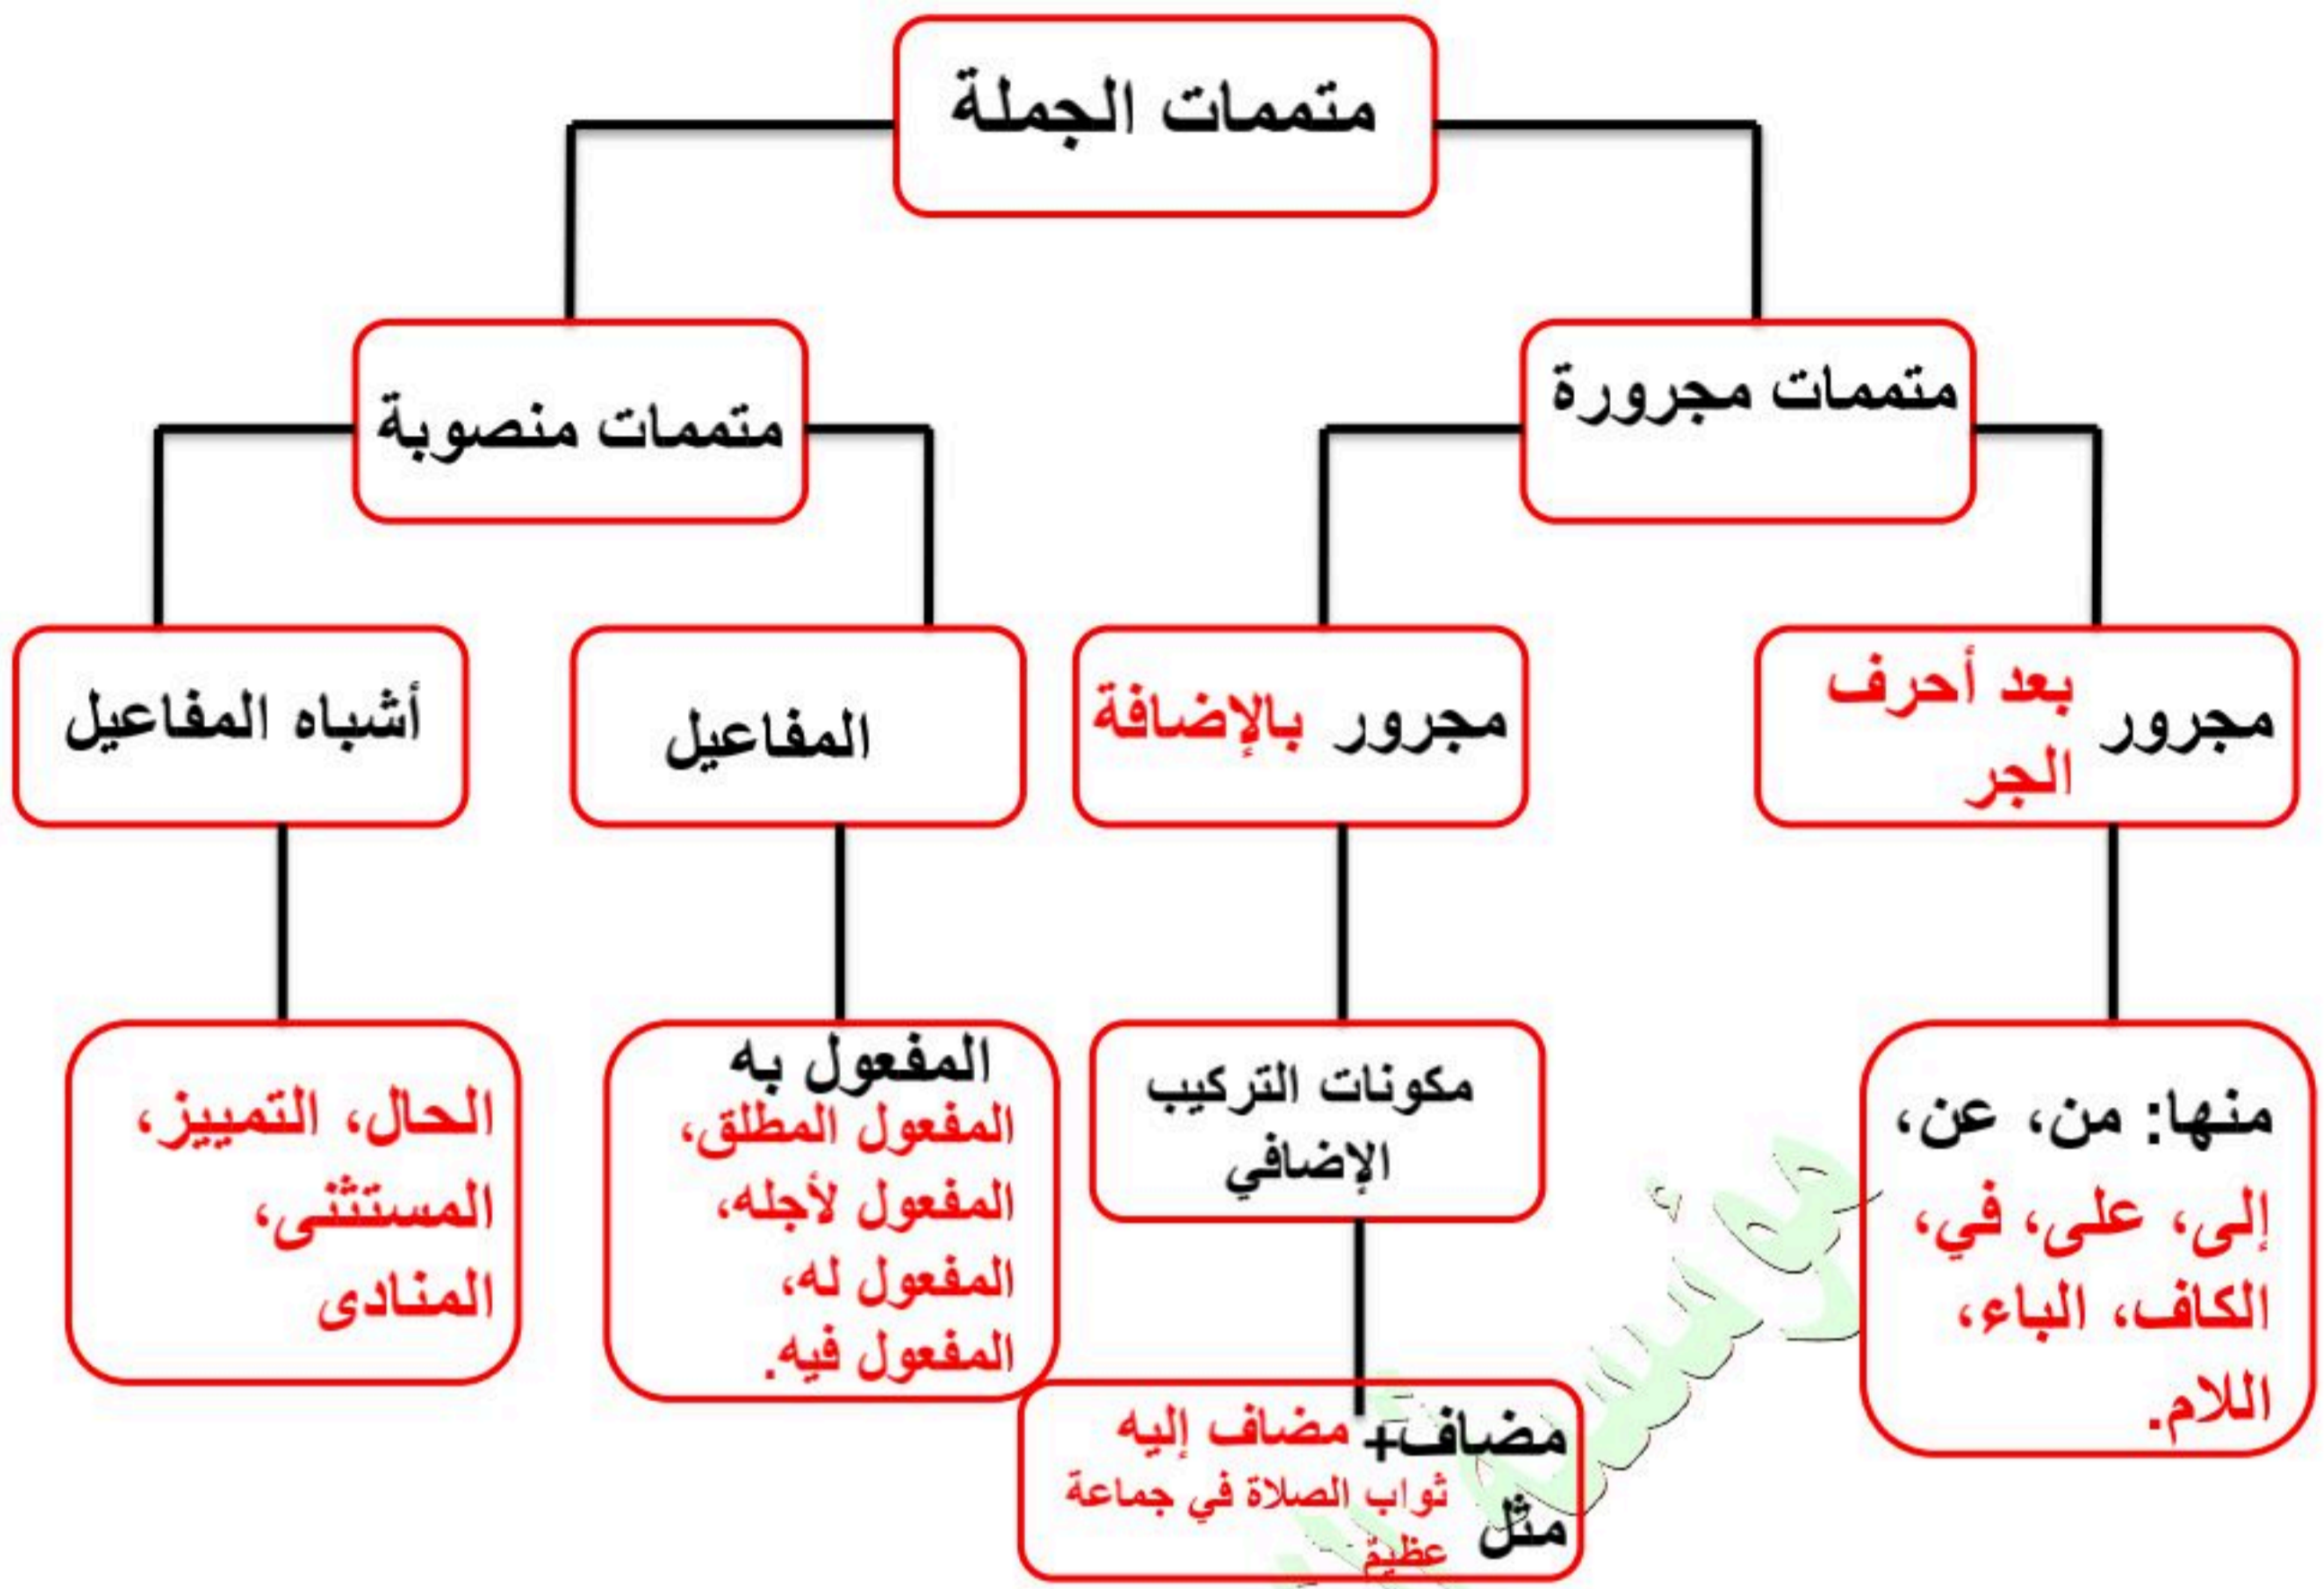 متممات الجملة
متممات مجرورة
متممات منصوبة
مجرور بعد أحرف
الجر
مجرور بالإضافة
المفاعيل
أشباه المفاعيل
منها: من، عن،
إلى، على، في،
الكاف، الباء،
اللام.
مكونات التركيب
الإضافي
مضاف+ مضاف إليه
مثل ثواب الصلاة في جماعة
عظيمٌ
المفعول به
المفعول المطلق،
المفعول لأجله،
المفعول له،
المفعول فيه.
الحال، التمييز،
المستثنى،
المنادى
مؤسسة